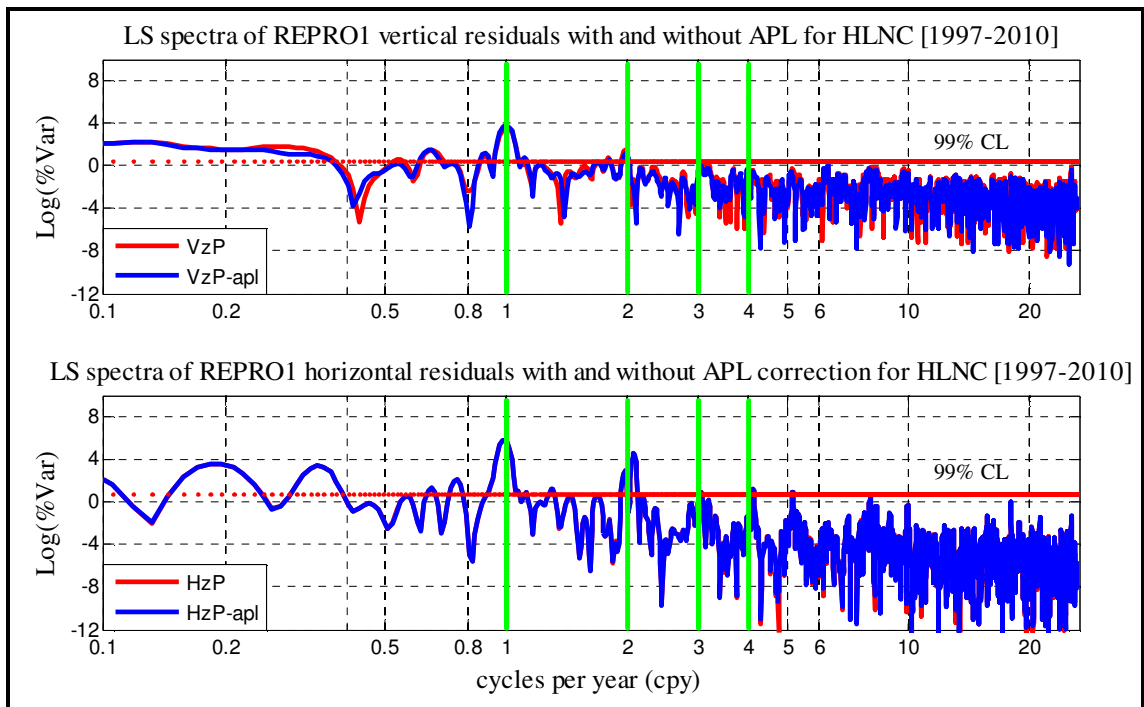 LS spectra of REPRO1 vertical residuals with and without APL for HLNC [1997-2010]
Log(%Var)
8
4
0
-4
-8
-12
99% CL
VzP
VzP-apl
0.1 0.2 0.5 0.8 1 2 3 4 5 6 10 20
LS spectra of REPRO1 horizontal residuals with and without APL correction for HLNC [1997-2010]
Log(%Var)
8
4
0
-4
-8
-12
99% CL
HzP
HzP-apl
0.1 0.2 0.5 0.8 1 2 3 4 5 6 10 20
cycles per year (cpy)